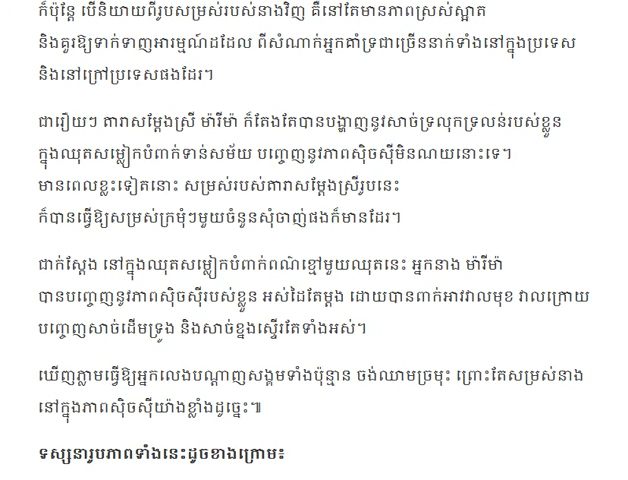 ក៏ប៉ុន្តែ បើនិយាយពីរូបសម្រស់របស់នាងវិញ គឺនៅតែមានភាពស្រស់ស្អាត
និងគួរឱ្យទាក់ទាញអារម្មណ៍ដដែល ពីសំណាក់អ្នកគាំទ្រជាច្រើននាក់ទាំងនៅក្នុងប្រទេស
និងនៅក្រៅប្រទេសផងដែរ។
ជារឿយៗ តារាសម្ដែងស្រី ម៉ារីម៉ា ក៏តែងតែបានបង្ហាញនូវសាច់ទ្រលុកទ្រលន់របស់ខ្លួន
ក្នុងឈុតសម្លៀកបំពាក់ទាន់សម័យ បញ្ចេញនូវភាពស៊ិចស៊ីមិនណយនោះទេ។
មានពេលខ្លះទៀតនោះ សម្រស់របស់តារាសម្ដែងស្រីរូបនេះ
ក៏បានធ្វើឱ្យសម្រស់ក្រមុំៗមួយចំនួនសុំចាញ់ផងក៏មានដែរ។
ជាក់ស្ដែង នៅក្នុងឈុតសម្លៀកបំពាក់ពណ៌ខ្មៅមួយឈុតនេះ អ្នកនាង ម៉ារីម៉ា
បានបញ្ចេញនូវភាពស៊ិចស៊ីរបស់ខ្លួន អស់ដៃតែម្ដង ដោយបានពាក់អាវវាលមុខ វាលក្រោយ
បញ្ចេញសាច់ដើមទ្រូង និងសាច់ខ្នងស្ទើរតែទាំងអស់។
ឃើញភ្លាមធ្វើឱ្យអ្នកលេងបណ្ដាញសង្គមទាំងប៉ុន្មាន ចង់ឈាមច្រមុះ ព្រោះតែសម្រស់នាង
នៅក្នុងភាពស៊ិចស៊ីយ៉ាងខ្លាំងដូច្នេះ៕
ទស្សនារូបភាពទាំងនេះដូចខាងក្រោម៖